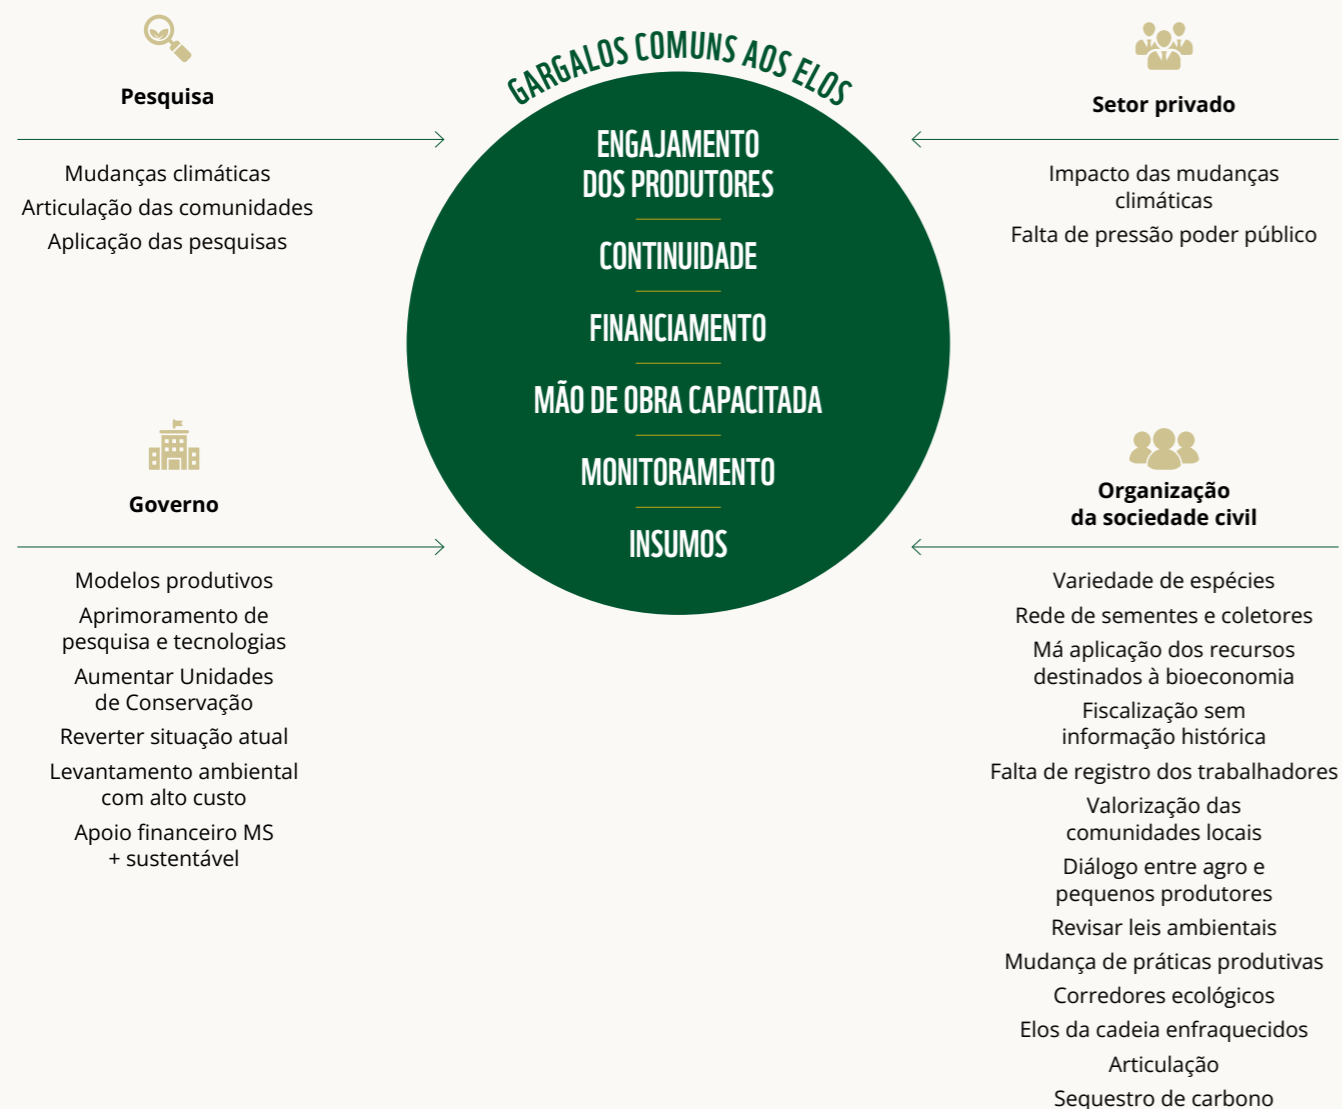 GARGALOS COMUNS AOS ELOS
ENGAJAMENTO
DOS PRODUTORES
CONTINUIDADE
FINANCIAMENTO
MÃO DE OBRA CAPACITADA
MONITORAMENTO
INSUMOS
Pesquisa
Mudanças climáticas
Articulação das comunidades
Aplicação das pesquisas
Setor privado
Impacto das mudanças
climáticas
Falta de pressão poder público
Governo
Modelos produtivos
Aprimoramento de
pesquisa e tecnologias
Aumentar Unidades
de Conservação
Reverter situação atual
Levantamento ambiental
com alto custo
Apoio financeiro MS
+ sustentável
Organização
da sociedade civil
Variedade de espécies
Rede de sementes e coletores
Má aplicação dos recursos
destinados à bioeconomia
Fiscalização sem
informação histórica
Falta de registro dos trabalhadores
Valorização das
comunidades locais
Diálogo entre agro e
pequenos produtores
Revisar leis ambientais
Mudança de práticas produtivas
Corredores ecológicos
Elos da cadeia enfraquecidos
Articulação
Sequestro de carbono